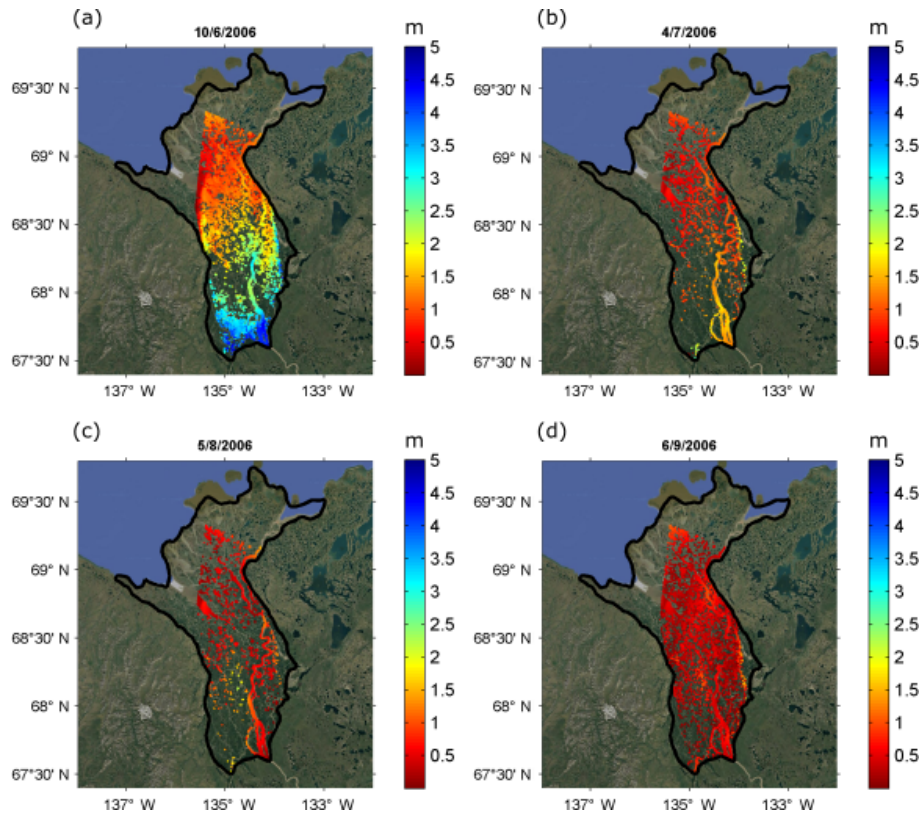 (a) 10/6/2006 m
69°30' N
69° N
68°30' N
68° N
67°30' N
137° W 135° W 133° W
5
4.5
4
3.5
3
2.5
2
1.5
1
0.5
(b) 4/7/2006 m
69°30' N
69° N
68°30' N
68° N
67°30' N
137° W 135° W 133° W
5
4.5
4
3.5
3
2.5
2
1.5
1
0.5
(c) 5/8/2006 m
69°30' N
69° N
68°30' N
68° N
67°30' N
137° W 135° W 133° W
5
4.5
4
3.5
3
2.5
2
1.5
1
0.5
(d) 6/9/2006 m
69°30' N
69° N
68°30' N
68° N
67°30' N
137° W 135° W 133° W
5
4.5
4
3.5
3
2.5
2
1.5
1
0.5